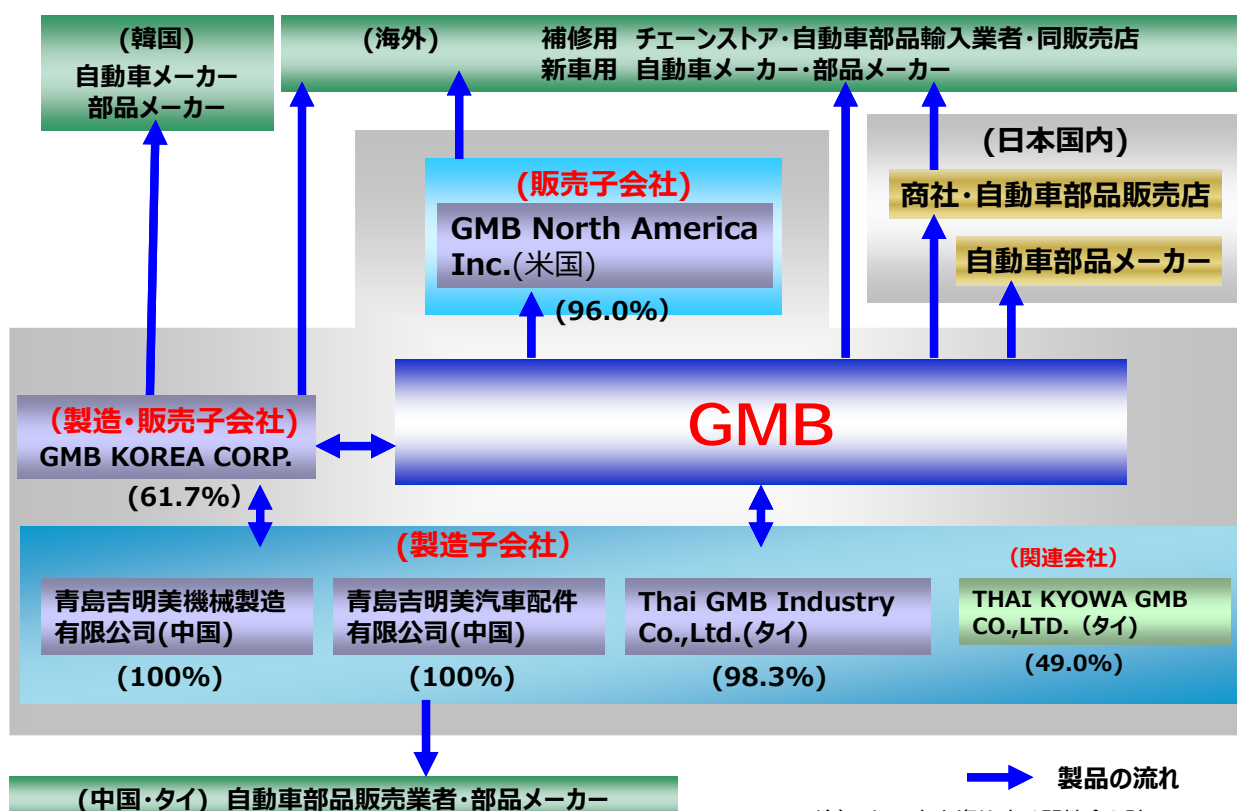 (韓国)
自動車メーカー
部品メーカー
(海外) 補修用 チェーンストア・自動車部品輸入業者・同販売店
新車用 自動車メーカー・部品メーカー
(日本国内)
商社・自動車部品販売店
自動車部品メーカー
(販売子会社)
GMB North America
Inc.(米国)
(96.0%)
GMB
(製造・販売子会社)
GMB KOREA CORP.
(61.7%)
(製造子会社)
青島吉明美機械製造
有限公司(中国)
(100%)
青島吉明美汽車配件
有限公司(中国)
(100%)
Thai GMB Industry
Co.,Ltd.(タイ)
(98.3%)
(関連会社)
THAI KYOWA GMB
CO.,LTD. (タイ)
(49.0%)
製品の流れ
(中国・タイ) 自動車部品販売業者・部品メーカー